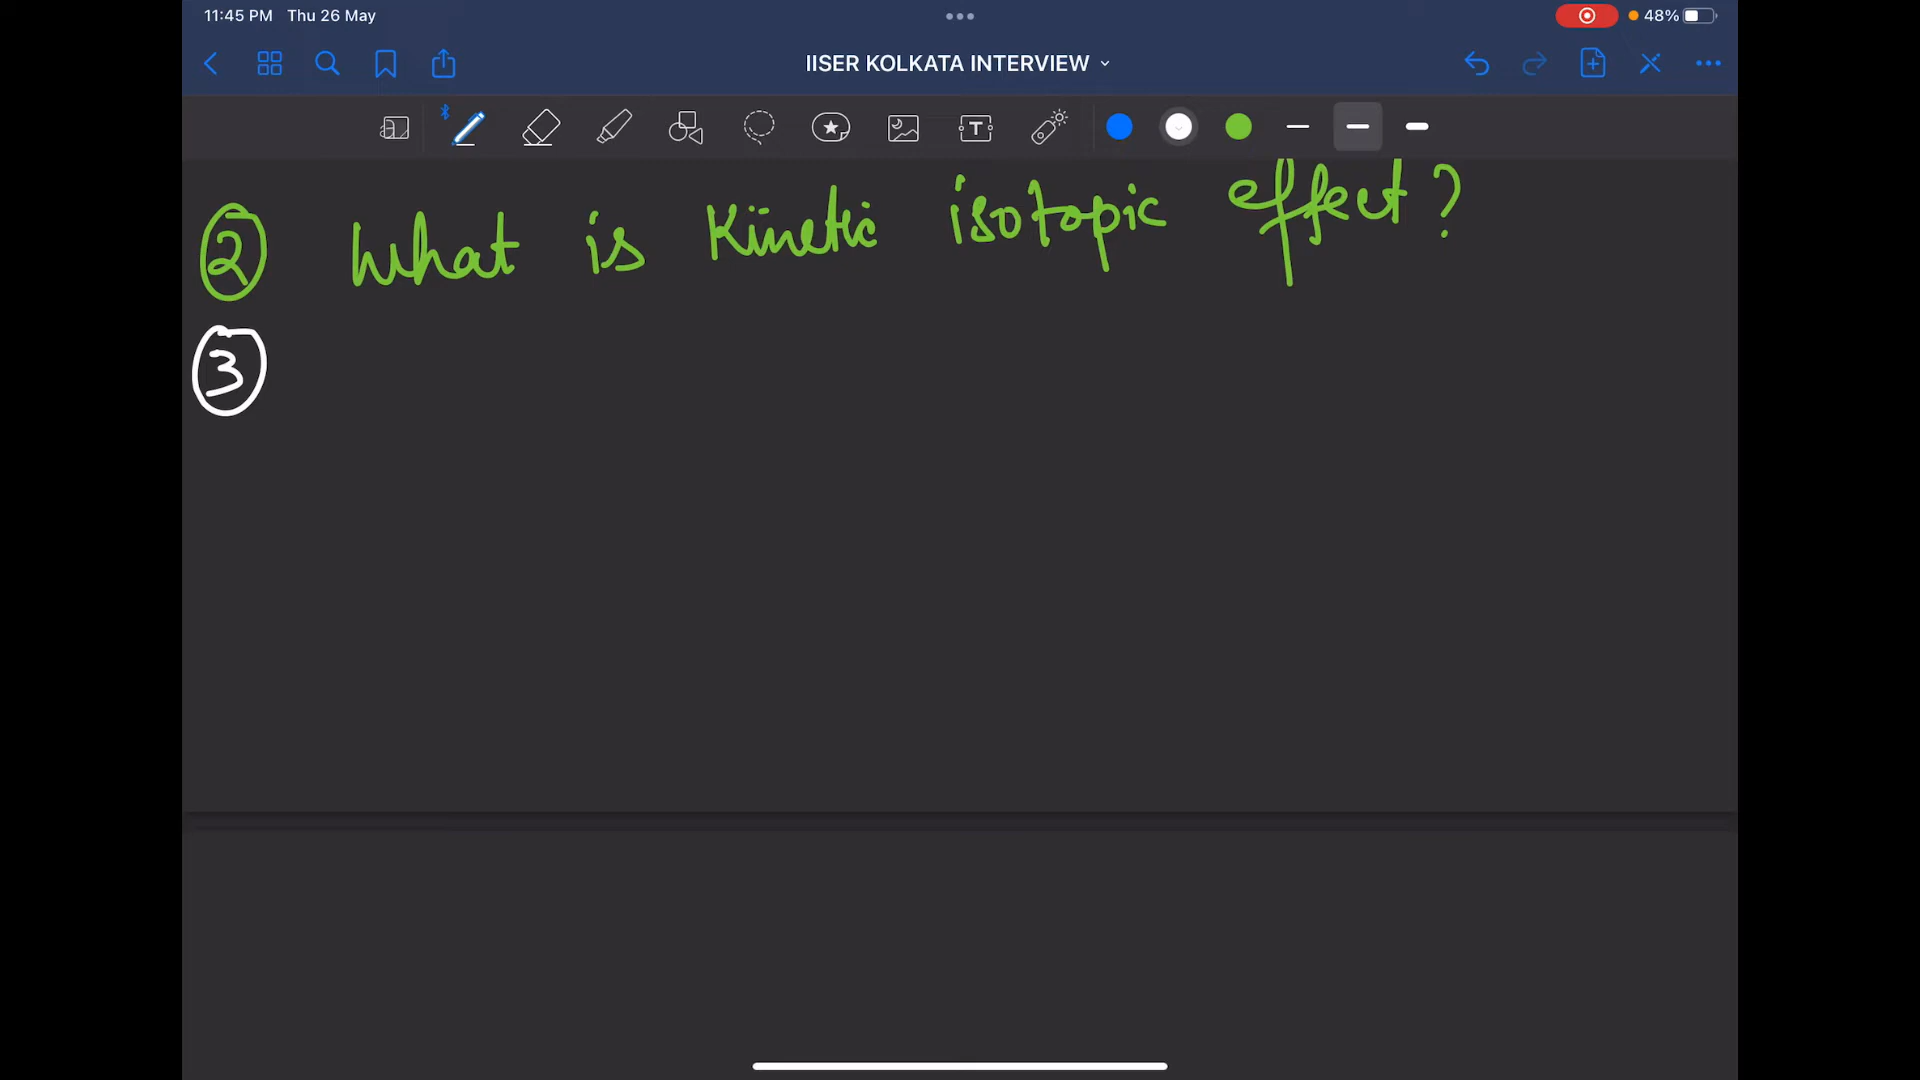 11:45 PM Thu 26 May
48%
IISER KOLKATA INTERVIEW
② What is Kinetic isotopic effect?
③